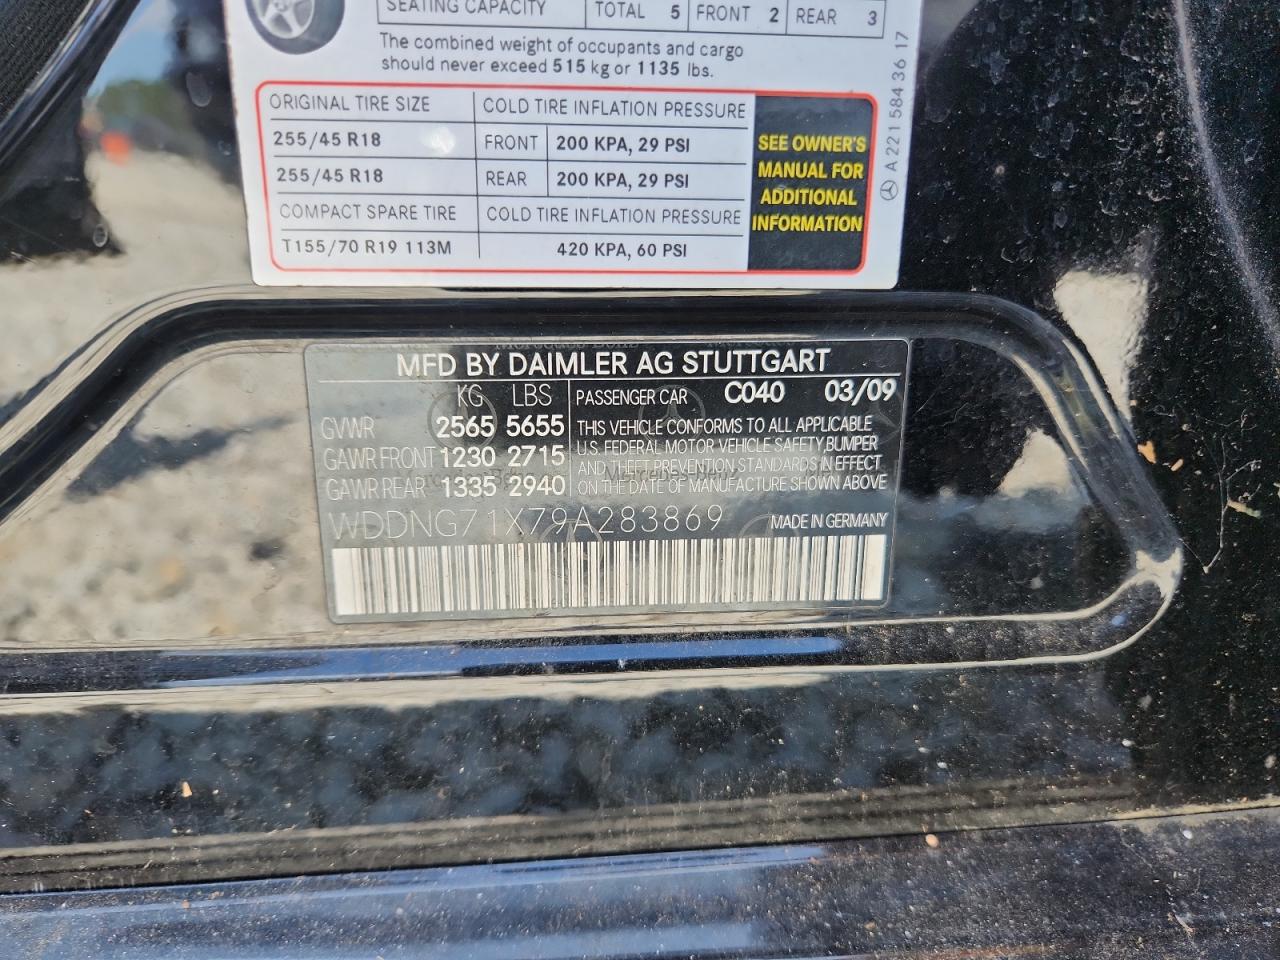 SEATING CAPACITY TOTAL 5 FRONT 2 REAR 3
The combined weight of occupants and cargo
should never exceed 515 kg or 1135 lbs.
ORIGINAL TIRE SIZE COLD TIRE INFLATION PRESSURE
255/45 R18 FRONT 200 KPA, 29 PSI
255/45 R18 REAR 200 KPA, 29 PSI
COMPACT SPARE TIRE COLD TIRE INFLATION PRESSURE
T155/70 R19 113M 420 KPA, 60 PSI
SEE OWNER'S
MANUAL FOR
ADDITIONAL
INFORMATION
A 221 584 36 17
MFD BY DAIMLER AG STUTTGART
KG LBS PASSENGER CAR C040 03/09
GVWR 2565 5655 THIS VEHICLE CONFORMS TO ALL APPLICABLE
U.S. FEDERAL MOTOR VEHICLE SAFETY, BUMPER
GAWR FRONT 1230 2715 AND THEFT PREVENTION STANDARDS IN EFFECT
GAWR REAR 1335 2940 ON THE DATE OF MANUFACTURE SHOWN ABOVE
WDDNG71X79A283869 MADE IN GERMANY